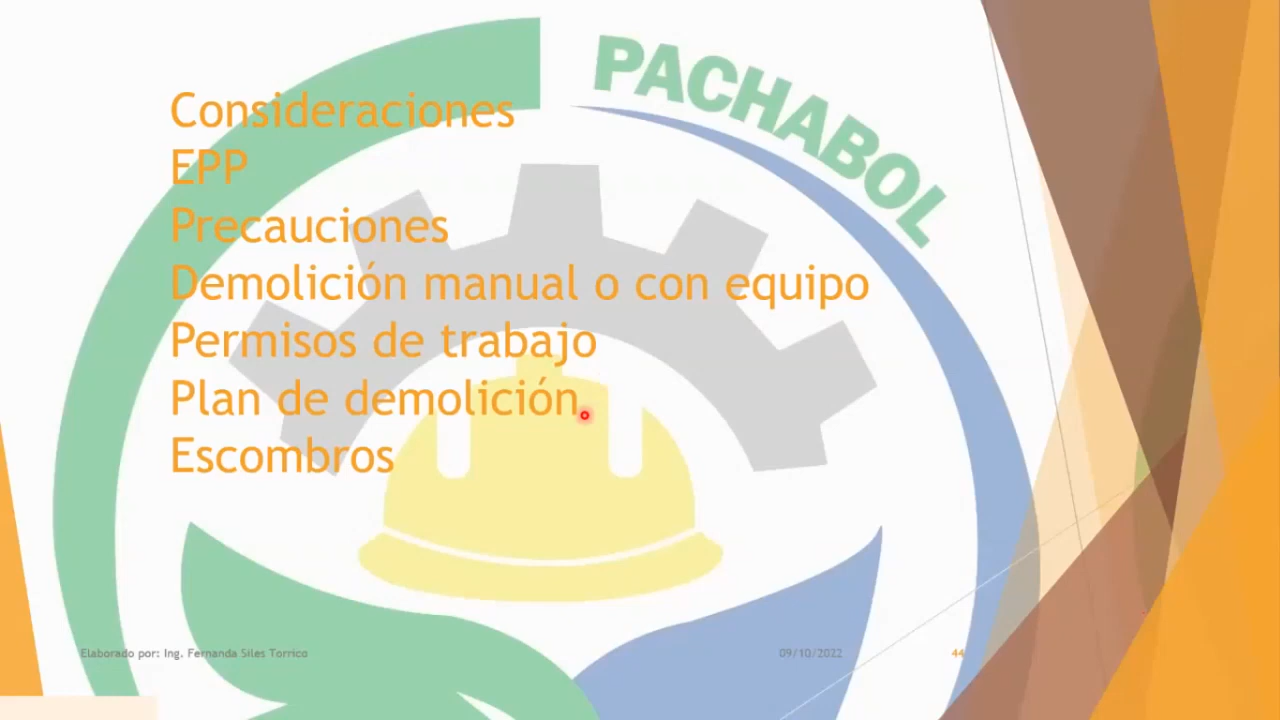 PACHABOL
Consideraciones
EPP
Precauciones
Demolición manual o con equipo
Permisos de trabajo
Plan de demolición
Escombros
Elaborado por: Ing. Fernanda Siles Torrico
09/10/2022
44